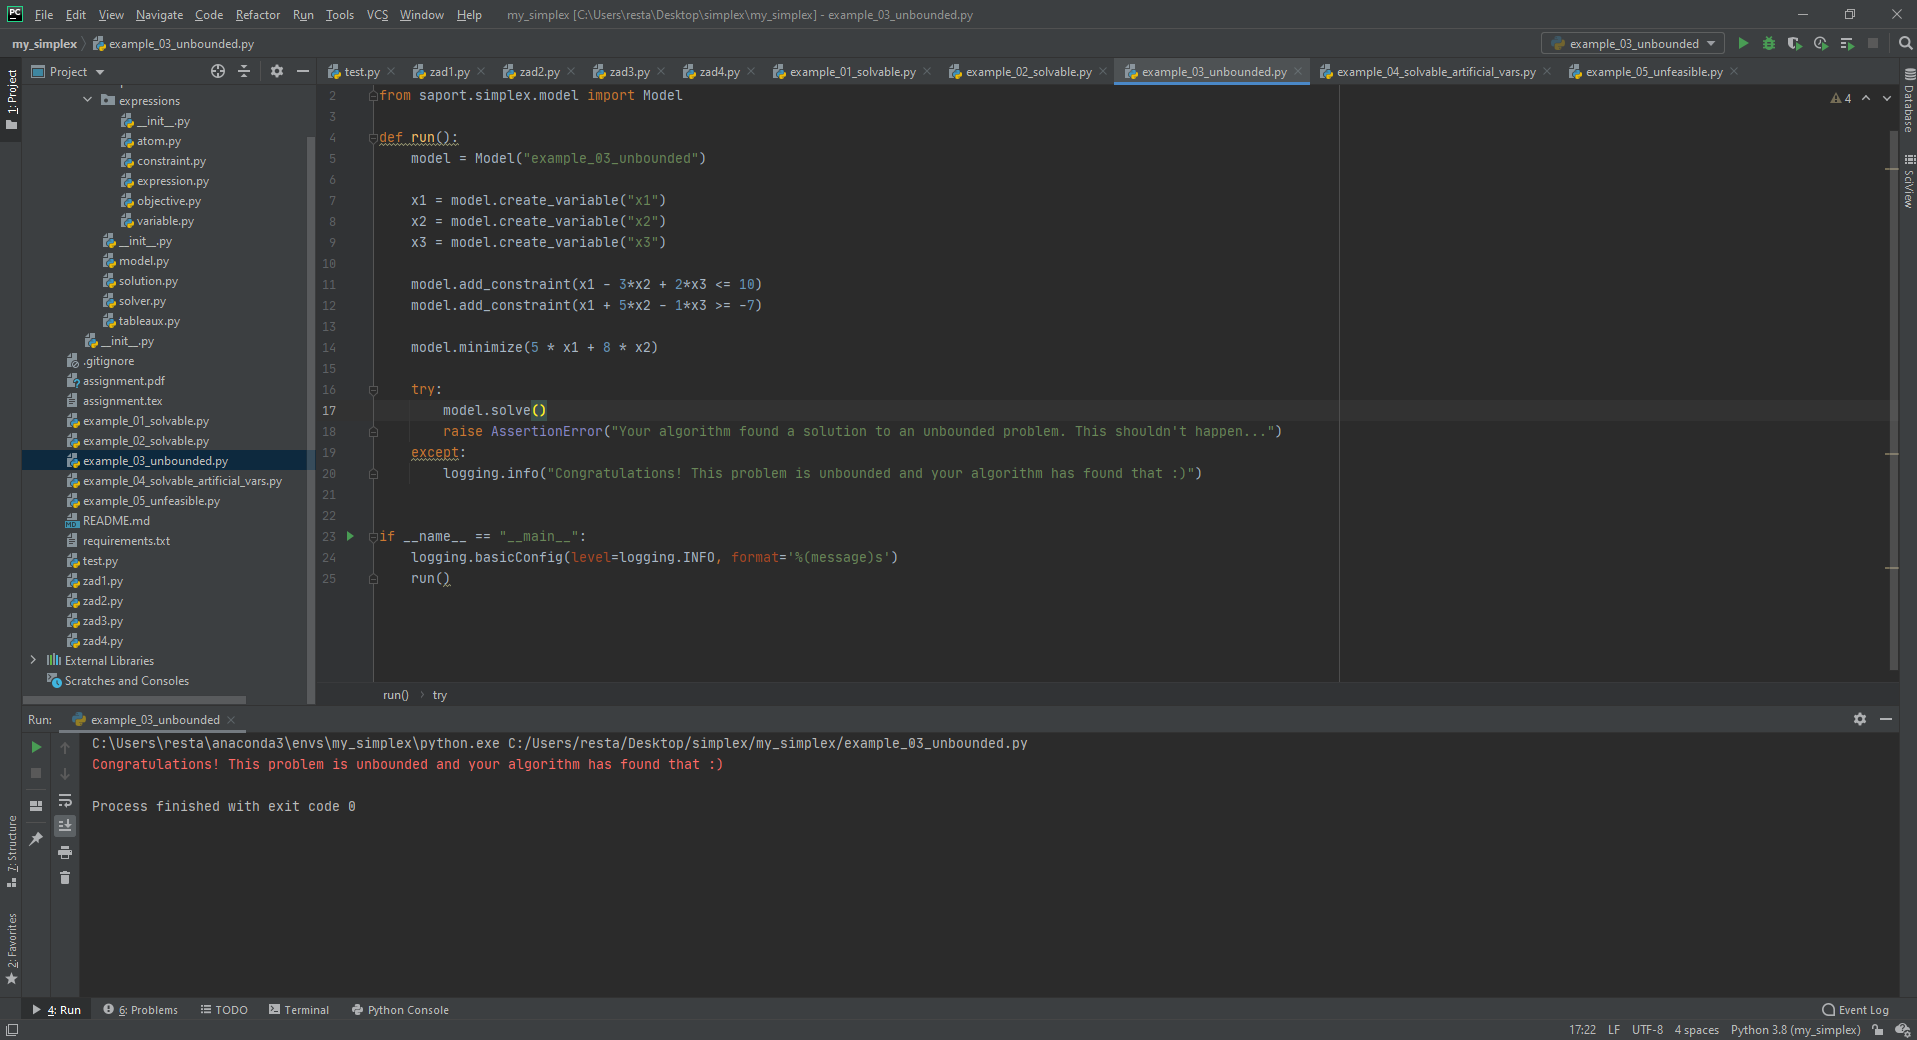 PC File Edit View Navigate Code Refactor Run Tools VCS Window Help my_simplex [C:\Users\resta\Desktop\simplex\my_simplex] - example_03_unbounded.py
my_simplex example_03_unbounded.py example_03_unbounded
Project test.py zad1.py zad2.py zad3.py zad4.py example_01_solvable.py example_02_solvable.py example_03_unbounded.py example_04_solvable_artificial_vars.py example_05_unfeasible.py
1: Project
expressions
__init__.py
atom.py
constraint.py
expression.py
objective.py
variable.py
__init__.py
model.py
solution.py
solver.py
tableaux.py
__init__.py
.gitignore
assignment.pdf
assignment.tex
example_01_solvable.py
example_02_solvable.py
example_03_unbounded.py
example_04_solvable_artificial_vars.py
example_05_unfeasible.py
README.md
requirements.txt
test.py
zad1.py
zad2.py
zad3.py
zad4.py
External Libraries
Scratches and Consoles
2 from saport.simplex.model import Model
3
4 def run():
5 model = Model("example_03_unbounded")
6
7 x1 = model.create_variable("x1")
8 x2 = model.create_variable("x2")
9 x3 = model.create_variable("x3")
10
11 model.add_constraint(x1 - 3*x2 + 2*x3 <= 10)
12 model.add_constraint(x1 + 5*x2 - 1*x3 >= -7)
13
14 model.minimize(5 * x1 + 8 * x2)
15
16 try:
17 model.solve()
18 raise AssertionError("Your algorithm found a solution to an unbounded problem. This shouldn't happen...")
19 except:
20 logging.info("Congratulations! This problem is unbounded and your algorithm has found that :)")
21
22
23 if __name__ == "__main__":
24 logging.basicConfig(level=logging.INFO, format='%(message)s')
25 run()
4
Database
SciView
run() try
Run: example_03_unbounded
C:\Users\resta\anaconda3\envs\my_simplex\python.exe C:/Users/resta/Desktop/simplex/my_simplex/example_03_unbounded.py
Congratulations! This problem is unbounded and your algorithm has found that :)
Process finished with exit code 0
7: Structure
2: Favorites
4: Run 6: Problems TODO Terminal Python Console Event Log
17:22 LF UTF-8 4 spaces Python 3.8 (my_simplex)